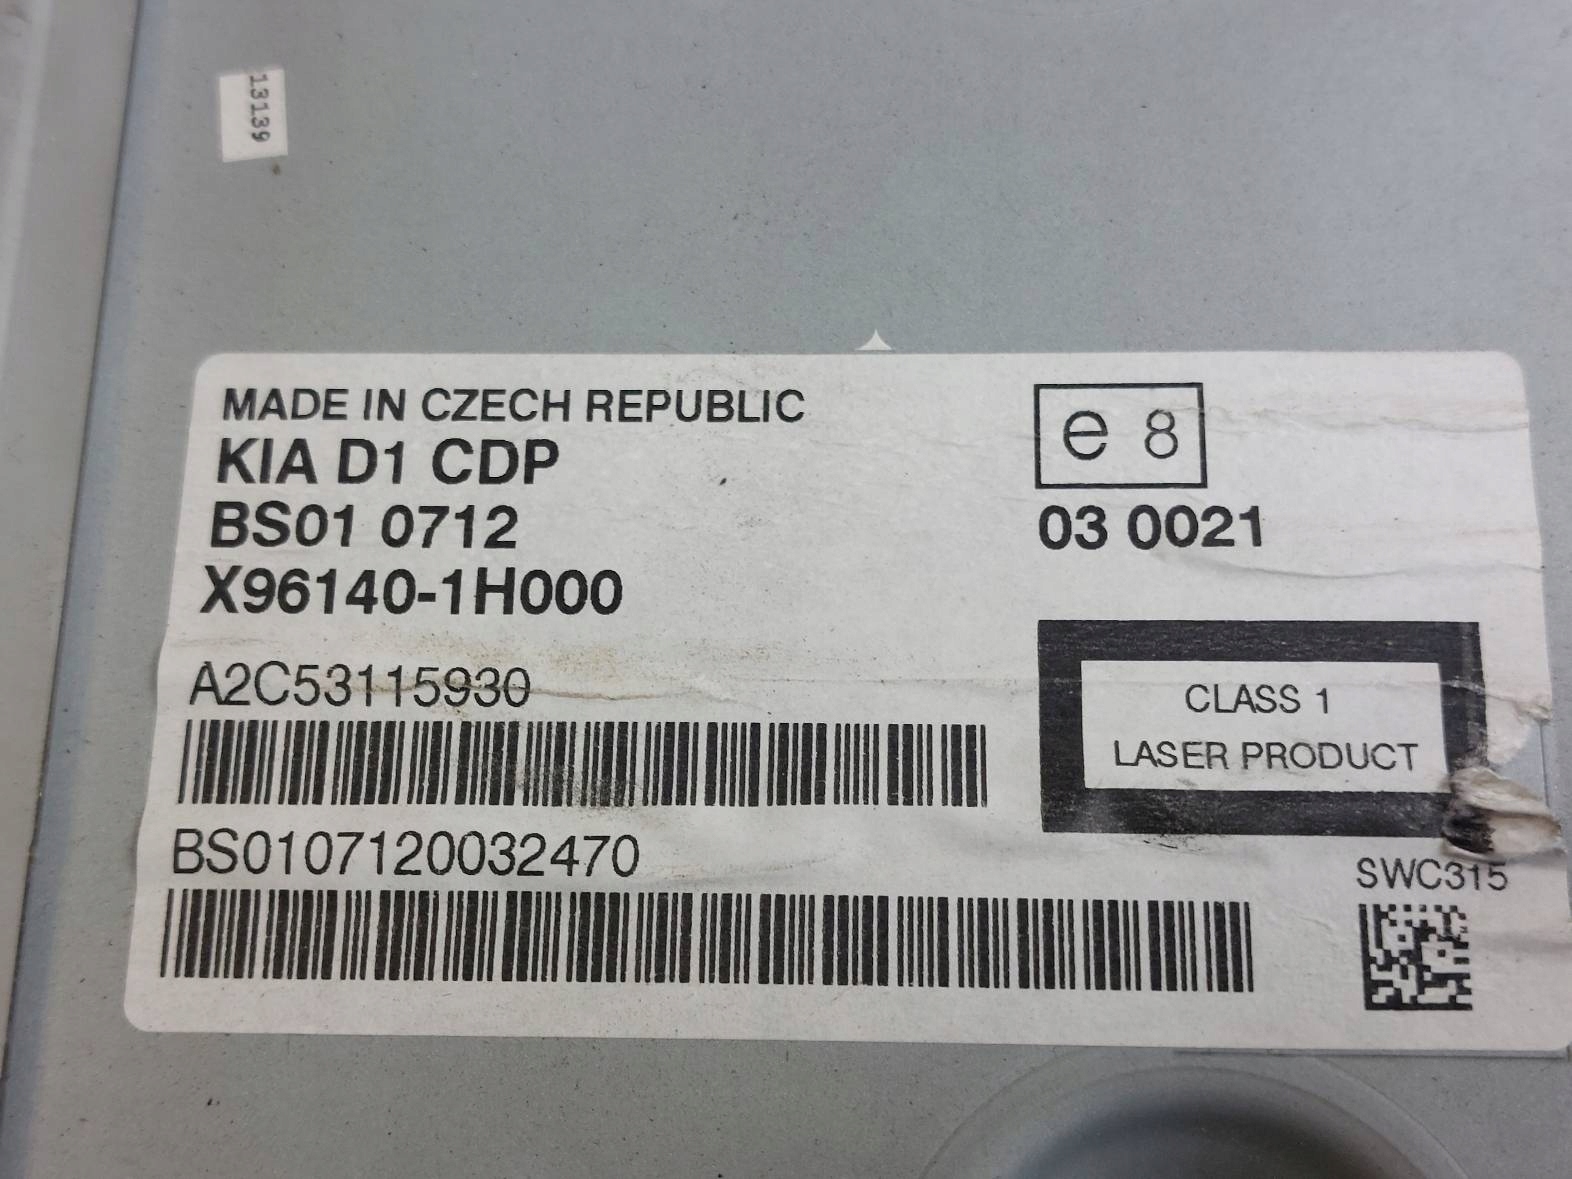 13139
MADE IN CZECH REPUBLIC
KIA D1 CDP
BS01 0712
X96140-1H000
A2C53115930
BS0107120032470
e 8
03 0021
CLASS 1
LASER PRODUCT
SWC315